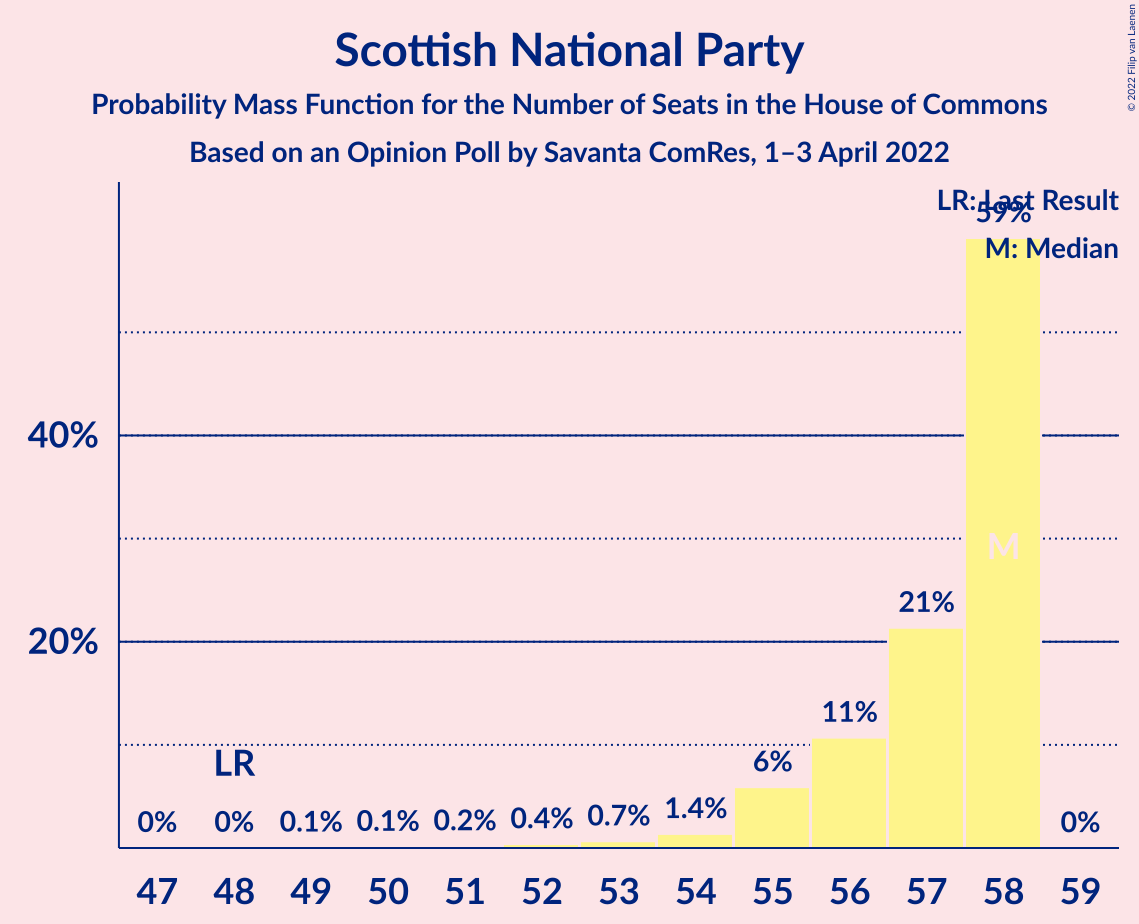 Scottish National Party
Probability Mass Function for the Number of Seats in the House of Commons
Based on an Opinion Poll by Savanta ComRes, 1–3 April 2022
© 2022 Filip van Laenen
LR: Last Result
M: Median
59%
40%
M
21%
20%
11%
LR
6%
0% 0% 0.1% 0.1% 0.2% 0.4% 0.7% 1.4% 0%
47 48 49 50 51 52 53 54 55 56 57 58 59